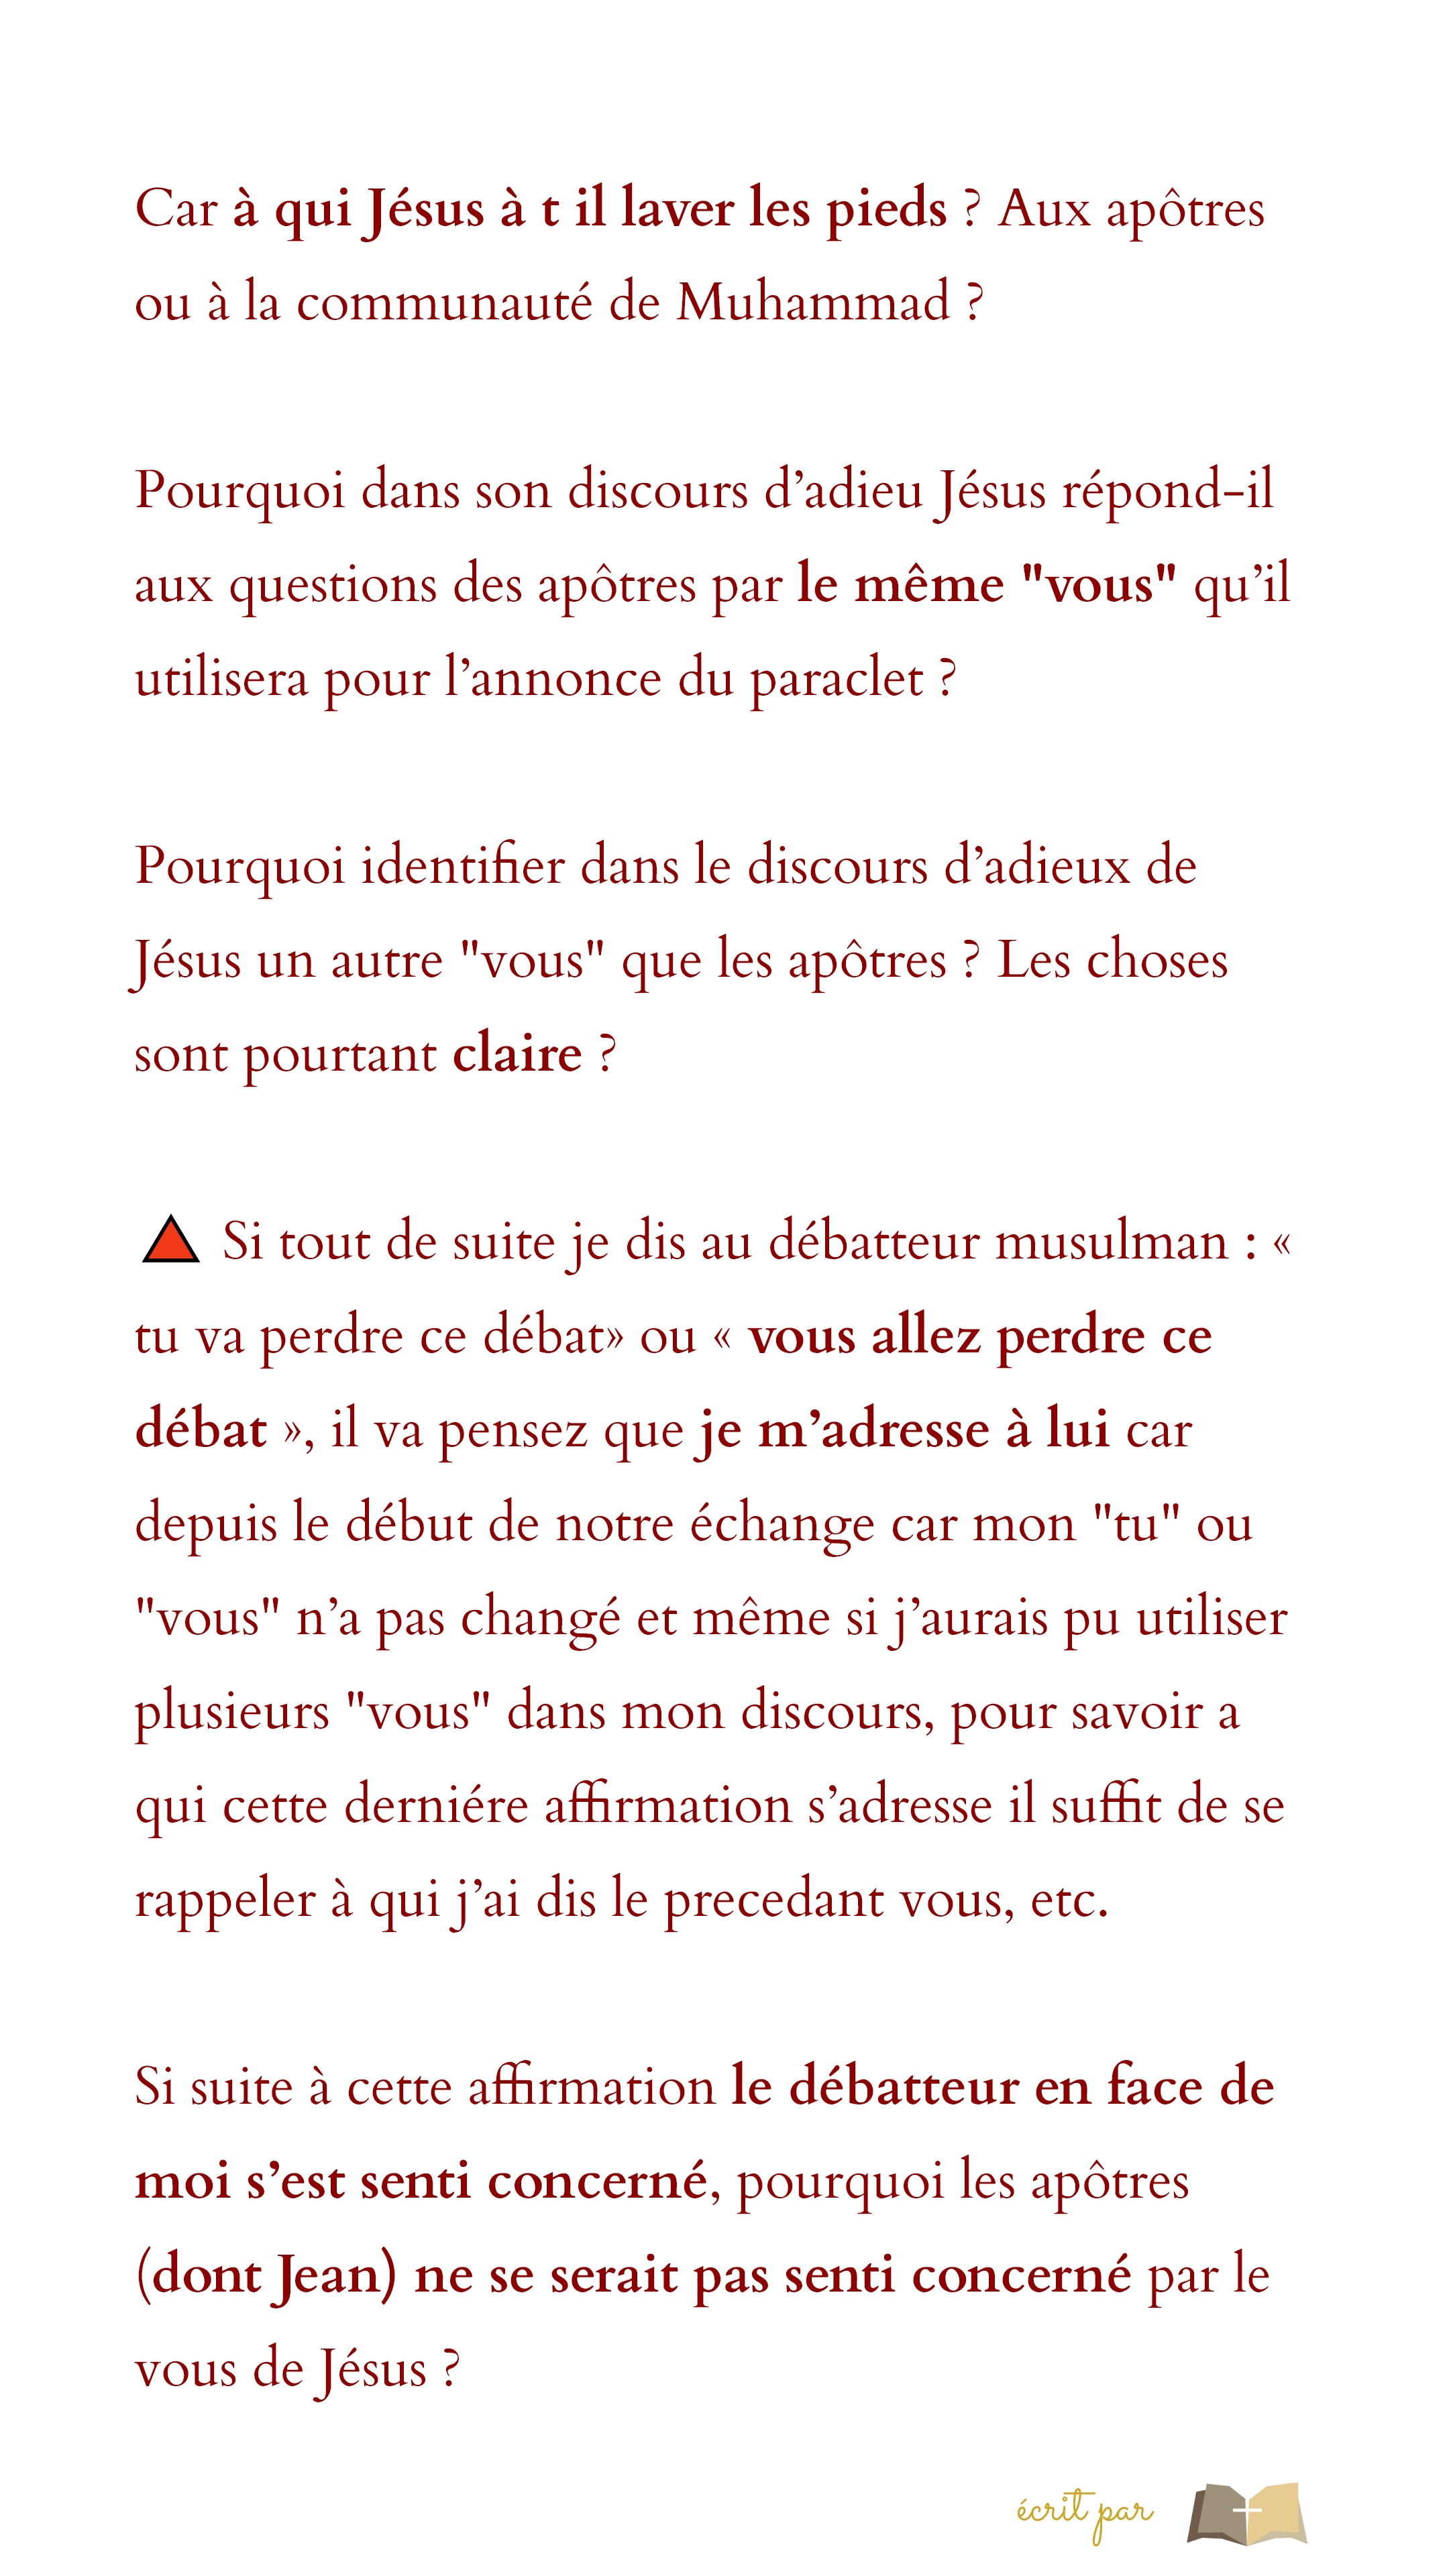 Car à qui Jésus à t il laver les pieds ? Aux apôtres
ou à la communauté de Muhammad ?
Pourquoi dans son discours d’adieu Jésus répond-il
aux questions des apôtres par le même "vous" qu’il
utilisera pour l’annonce du paraclet ?
Pourquoi identifier dans le discours d’adieux de
Jésus un autre "vous" que les apôtres ? Les choses
sont pourtant claire ?
Si tout de suite je dis au débatteur musulman : «
tu va perdre ce débat» ou « vous allez perdre ce
débat », il va pensez que je m’adresse à lui car
depuis le début de notre échange car mon "tu" ou
"vous" n’a pas changé et même si j’aurais pu utiliser
plusieurs "vous" dans mon discours, pour savoir a
qui cette derniére affirmation s’adresse il suffit de se
rappeler à qui j’ai dis le precedant vous, etc.
Si suite à cette affirmation le débatteur en face de
moi s’est senti concerné, pourquoi les apôtres
(dont Jean) ne se serait pas senti concerné par le
vous de Jésus ?
écrit par